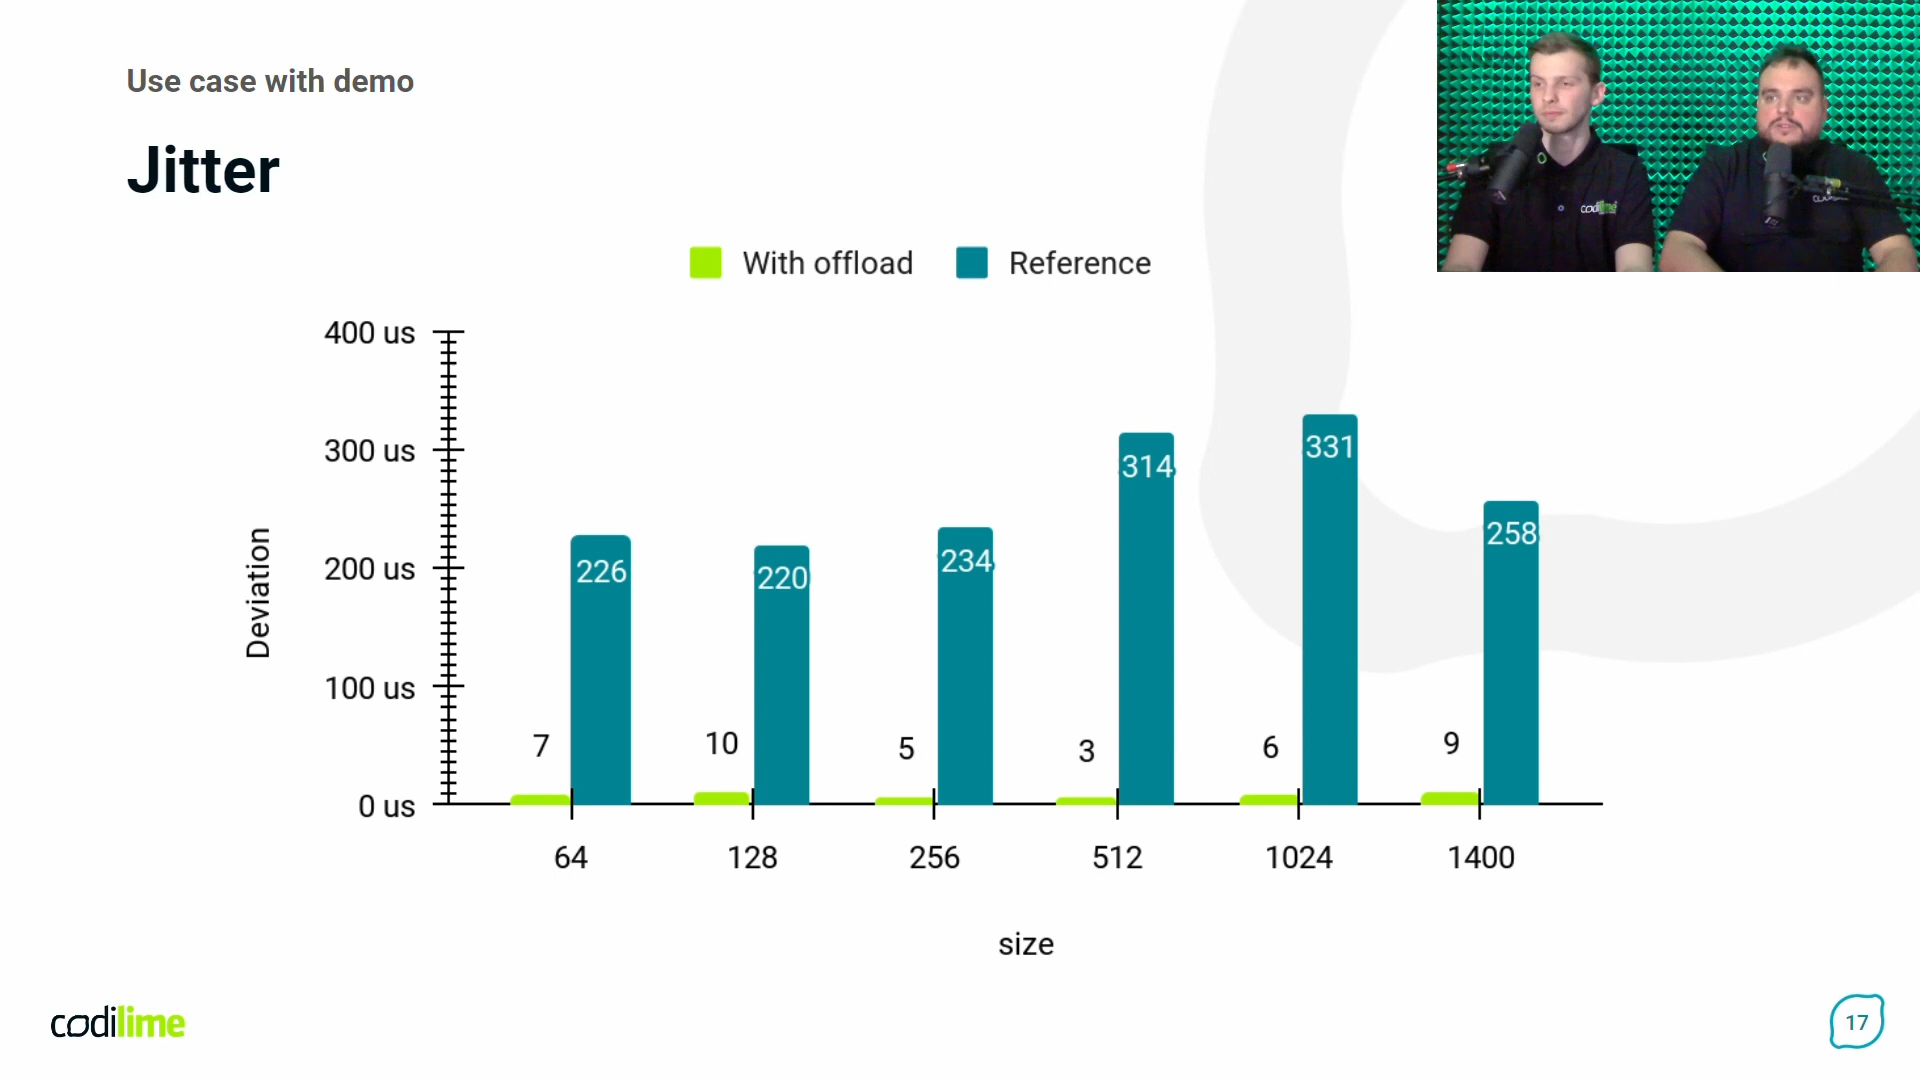 Use case with demo
Jitter
codilime
With offload
Reference
400 us
300 us
200 us
100 us
0 us
Deviation
7
226
10
220
5
234
3
314
6
331
9
258
64
128
256
512
1024
1400
size
codilime
17